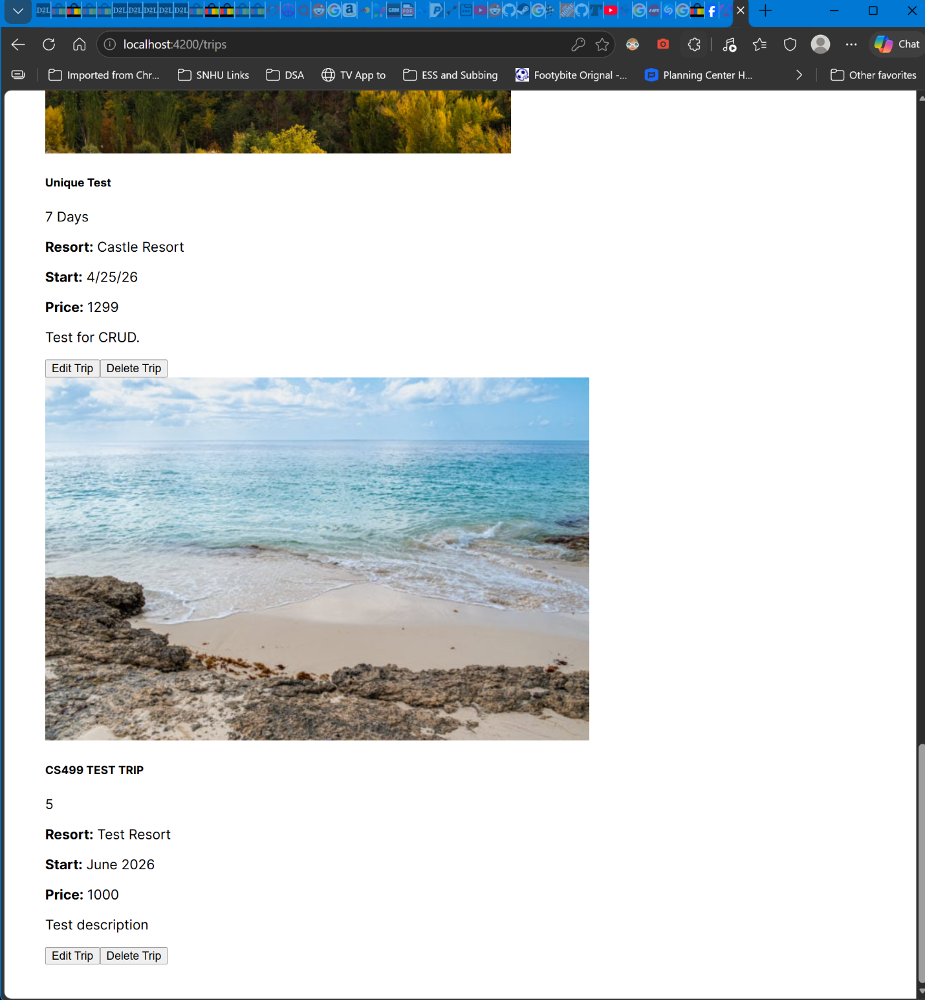 localhost:4200/trips
Chat
Imported from Chr...
SNHU Links
DSA
TV App to
ESS and Subbing
Footybite Orignal -...
Planning Center H...
Other favorites
Unique Test
7 Days
Resort: Castle Resort
Start: 4/25/26
Price: 1299
Test for CRUD.
Edit Trip Delete Trip
CS499 TEST TRIP
5
Resort: Test Resort
Start: June 2026
Price: 1000
Test description
Edit Trip Delete Trip